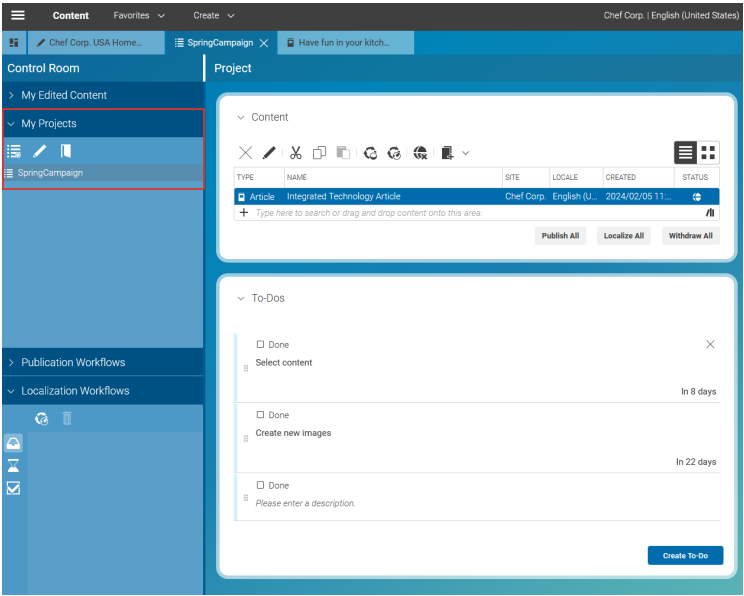 Content Favorites Create Chef Corp. | English (United States)
Chef Corp. USA Home... SpringCampaign Have fun in your kitch...
Control Room
Project
My Edited Content
My Projects
SpringCampaign
Publication Workflows
Localization Workflows
Content
TYPE NAME SITE LOCALE CREATED STATUS
Article Integrated Technology Article Chef Corp. English (U... 2024/02/05 11:...
Type here to search or drag and drop content onto this area.
Publish All Localize All Withdraw All
To-Dos
Done
Select content
In 8 days
Done
Create new images
In 22 days
Done
Please enter a description.
Create To-Do